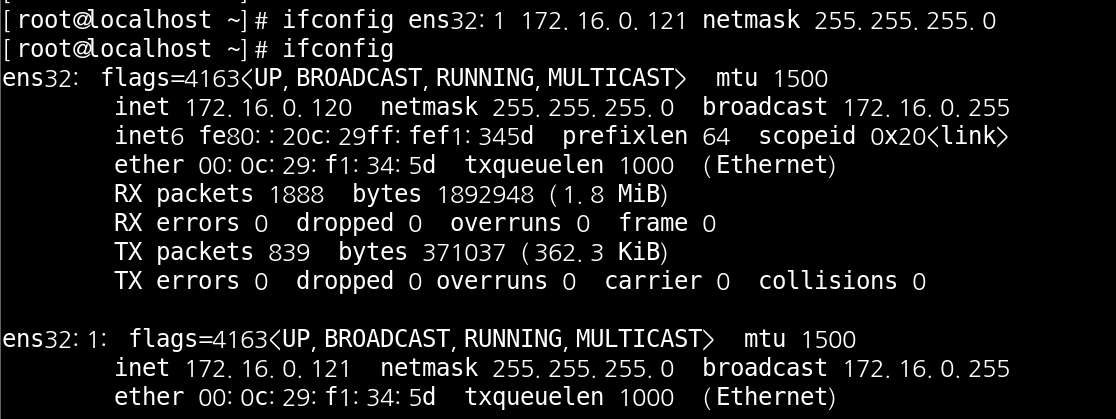 [root@localhost ~]# ifconfig ens32:1 172.16.0.121 netmask 255.255.255.0
[root@localhost ~]# ifconfig
ens32: flags=4163<UP,BROADCAST,RUNNING,MULTICAST>  mtu 1500
        inet 172.16.0.120  netmask 255.255.255.0  broadcast 172.16.0.255
        inet6 fe80::20c:29ff:fef1:345d  prefixlen 64  scopeid 0x20<link>
        ether 00:0c:29:f1:34:5d  txqueuelen 1000  (Ethernet)
        RX packets 1888  bytes 1892948 (1.8 MiB)
        RX errors 0  dropped 0  overruns 0  frame 0
        TX packets 839  bytes 371037 (362.3 KiB)
        TX errors 0  dropped 0 overruns 0  carrier 0  collisions 0
ens32:1: flags=4163<UP,BROADCAST,RUNNING,MULTICAST>  mtu 1500
        inet 172.16.0.121  netmask 255.255.255.0  broadcast 172.16.0.255
        ether 00:0c:29:f1:34:5d  txqueuelen 1000  (Ethernet)